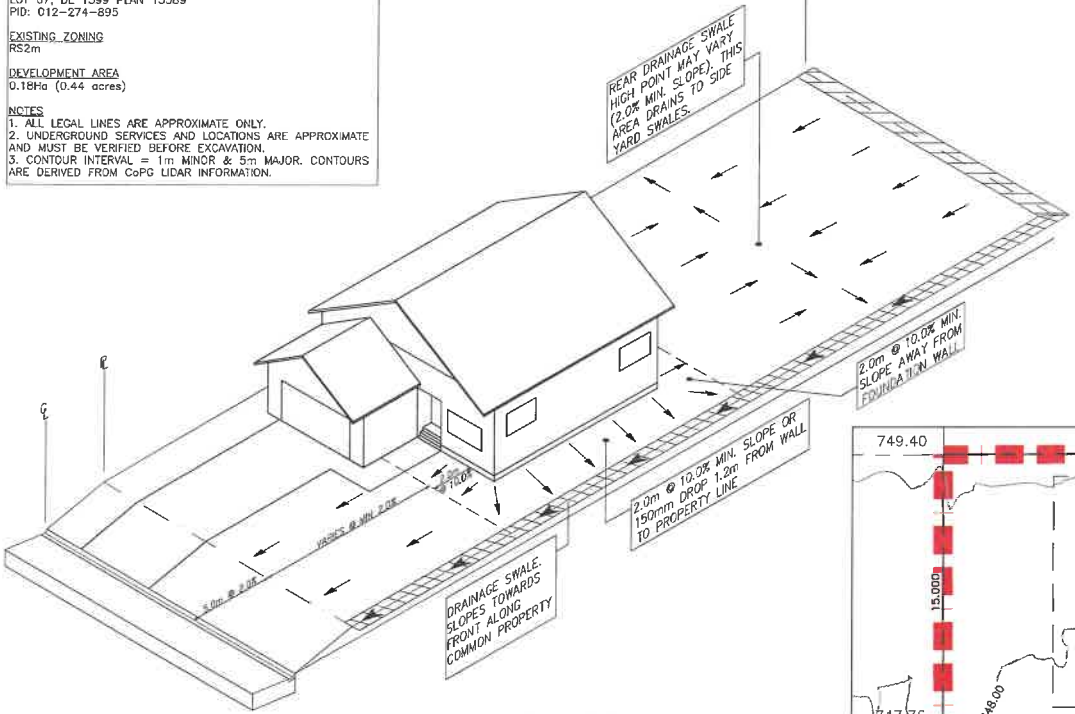 PID: 012-274-895
EXISTING ZONING
RS2m
DEVELOPMENT AREA
0.18Ha (0.44 acres)
NOTES
1. ALL LEGAL LINES ARE APPROXIMATE ONLY.
2. UNDERGROUND SERVICES AND LOCATIONS ARE APPROXIMATE
AND MUST BE VERIFIED BEFORE EXCAVATION.
3. CONTOUR INTERVAL = 1m MINOR & 5m MAJOR. CONTOURS
ARE DERIVED FROM CoPG LIDAR INFORMATION.
REAR DRAINAGE SWALE
HIGH POINT MAY VARY
(2.0% MIN. SLOPE). THIS
AREA DRAINS TO SIDE
YARD SWALES.
2.0m @ 10.0% MIN.
SLOPE AWAY FROM
FOUNDATION WALL
2.0m @ 10.0% MIN. SLOPE OR
150mm DROP 1.2m FROM WALL
TO PROPERTY LINE
@ 10.0%
VARIES @ MIN 2.0%
5.0m @ 2.0%
DRAINAGE SWALE.
SLOPES TOWARDS
FRONT ALONG
COMMON PROPERTY
749.40
15.000
48.00